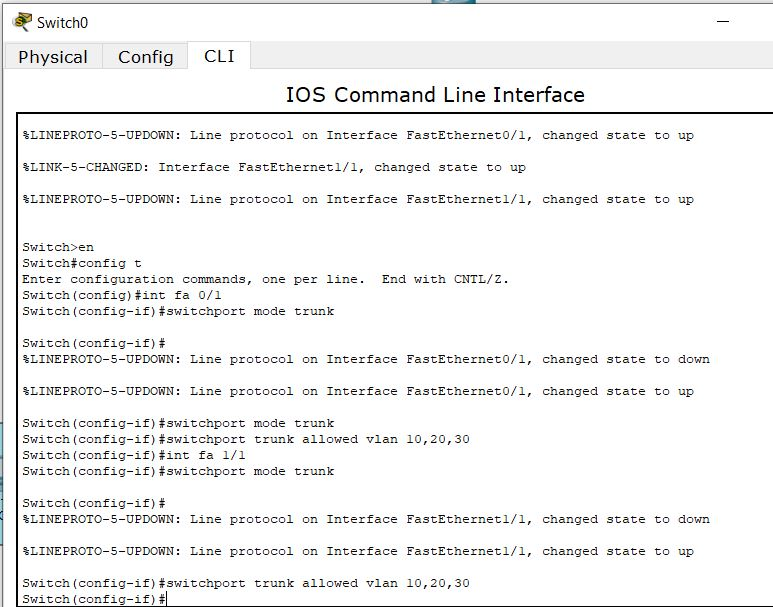 Switch0
Physical Config CLI
IOS Command Line Interface
%LINEPROTO-5-UPDOWN: Line protocol on Interface FastEthernet0/1, changed state to up
%LINK-5-CHANGED: Interface FastEthernet1/1, changed state to up
%LINEPROTO-5-UPDOWN: Line protocol on Interface FastEthernet1/1, changed state to up
Switch>en
Switch#config t
Enter configuration commands, one per line.  End with CNTL/Z.
Switch(config)#int fa 0/1
Switch(config-if)#switchport mode trunk
Switch(config-if)#
%LINEPROTO-5-UPDOWN: Line protocol on Interface FastEthernet0/1, changed state to down
%LINEPROTO-5-UPDOWN: Line protocol on Interface FastEthernet0/1, changed state to up
Switch(config-if)#switchport mode trunk
Switch(config-if)#switchport trunk allowed vlan 10,20,30
Switch(config-if)#int fa 1/1
Switch(config-if)#switchport mode trunk
Switch(config-if)#
%LINEPROTO-5-UPDOWN: Line protocol on Interface FastEthernet1/1, changed state to down
%LINEPROTO-5-UPDOWN: Line protocol on Interface FastEthernet1/1, changed state to up
Switch(config-if)#switchport trunk allowed vlan 10,20,30
Switch(config-if)#